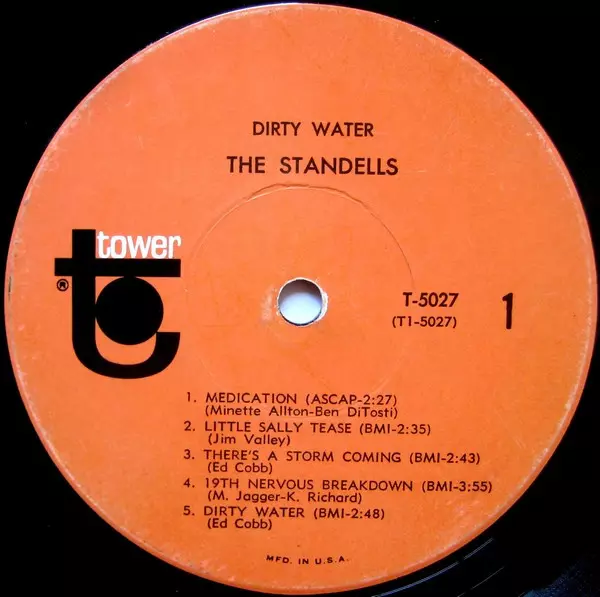 DIRTY WATER
THE STANDELLS
tower
®
T-5027
(T1-5027)
1
1. MEDICATION (ASCAP-2:27)
(Minette Allton-Ben DiTosti)
2. LITTLE SALLY TEASE (BMI-2:35)
(Jim Valley)
3. THERE'S A STORM COMING (BMI-2:43)
(Ed Cobb)
4. 19TH NERVOUS BREAKDOWN (BMI-3:55)
(M. Jagger-K. Richard)
5. DIRTY WATER (BMI-2:48)
(Ed Cobb)
MFD. IN U.S.A.